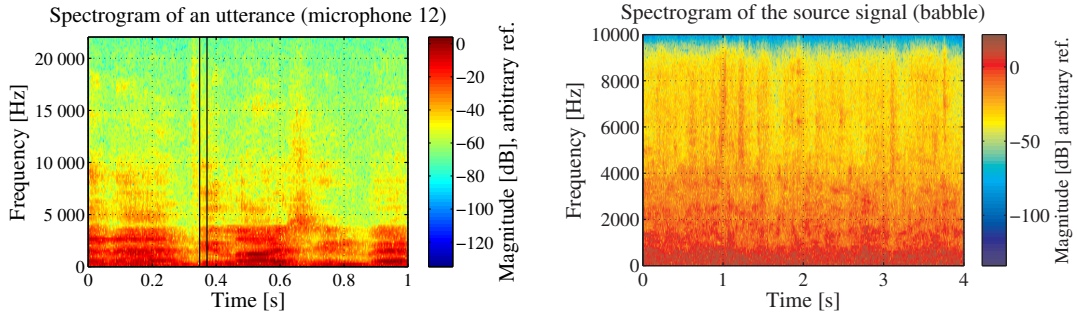 Spectrogram of an utterance (microphone 12)
Frequency [Hz]
20 000
15 000
10 000
5 000
0
0 0.2 0.4 0.6 0.8 1
Time [s]
0
−20
−40
−60
−80
−100
−120
Magnitude [dB], arbitrary ref.
Spectrogram of the source signal (babble)
Frequency [Hz]
10000
8000
6000
4000
2000
0
0 1 2 3 4
Time [s]
0
−50
−100
Magnitude [dB] arbitrary ref.